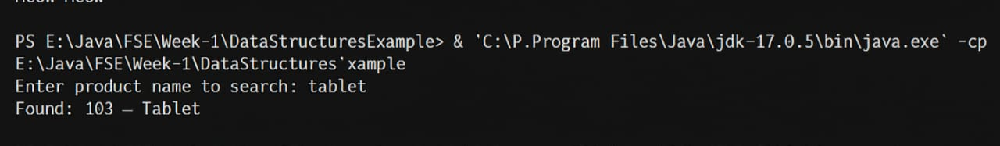 PS E:\Java\FSE\Week-1\DataStructuresExample> & 'C:\P.Program Files\Java\jdk-17.0.5\bin\java.exe` -cp
E:\Java\FSE\Week-1\DataStructures'xample
Enter product name to search: tablet
Found: 103 — Tablet